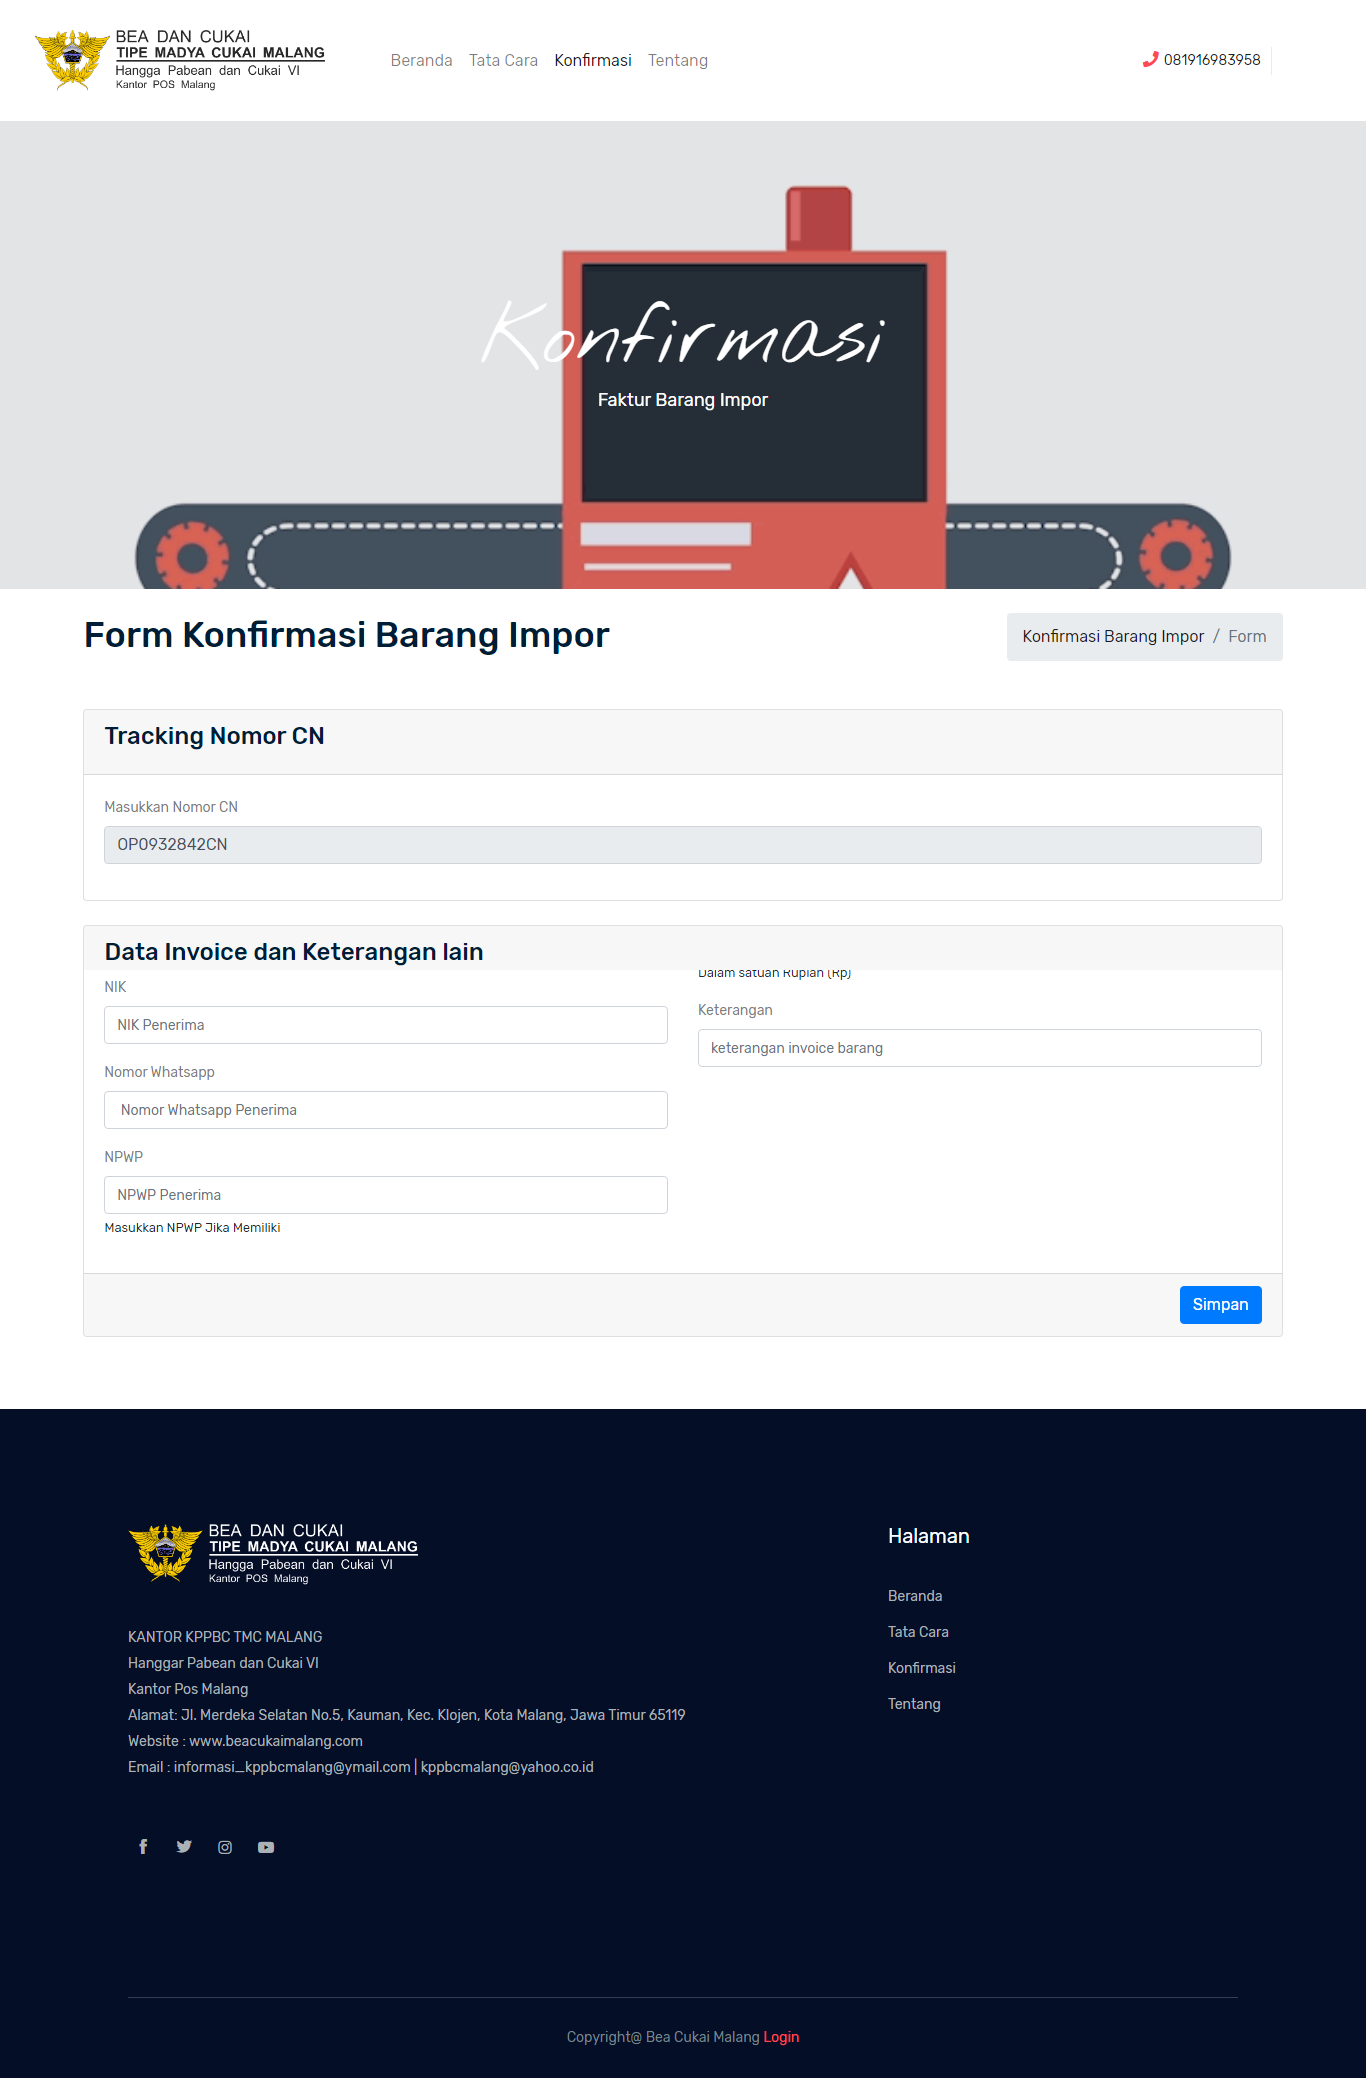 BEA DAN CUKAI
TIPE MADYA CUKAI MALANG
Hangga Pabean dan Cukai VI
Kantor POS Malang
Beranda Tata Cara Konfirmasi Tentang
081916983958
Konfirmasi
Faktur Barang Impor
Form Konfirmasi Barang Impor
Konfirmasi Barang Impor / Form
Tracking Nomor CN
Masukkan Nomor CN
OP0932842CN
Data Invoice dan Keterangan lain
NIK
NIK Penerima
Nomor Whatsapp
Nomor Whatsapp Penerima
NPWP
NPWP Penerima
Masukkan NPWP Jika Memiliki
Dalam satuan Rupiah (Rp)
Keterangan
keterangan invoice barang
Simpan
BEA DAN CUKAI
TIPE MADYA CUKAI MALANG
Hangga Pabean dan Cukai VI
Kantor POS Malang
KANTOR KPPBC TMC MALANG
Hanggar Pabean dan Cukai VI
Kantor Pos Malang
Alamat: Jl. Merdeka Selatan No.5, Kauman, Kec. Klojen, Kota Malang, Jawa Timur 65119
Website : www.beacukaimalang.com
Email : informasi_kppbcmalang@ymail.com | kppbcmalang@yahoo.co.id
Halaman
Beranda
Tata Cara
Konfirmasi
Tentang
Copyright@ Bea Cukai Malang Login